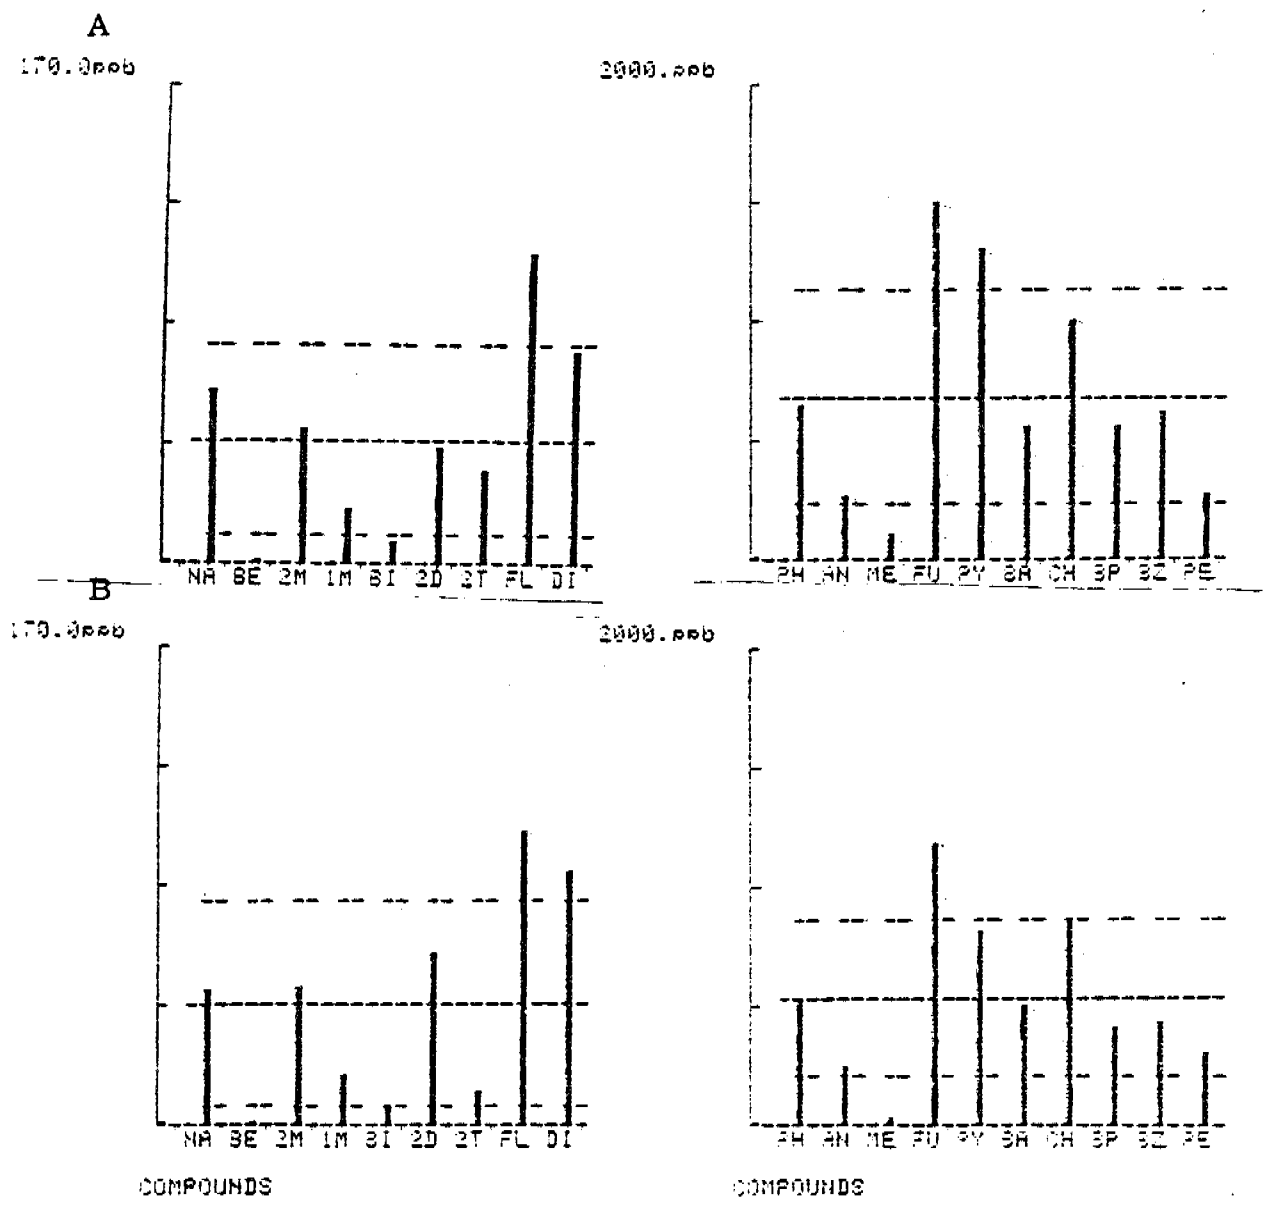 A
170.0ppb
2000.ppb
NA BE 2M 1M BI 2D 2T FL DI
PH AN ME FU PY BA CH BP BZ PE
B
170.0ppb
2000.ppb
NA BE 2M 1M BI 2D 2T FL DI
PH AN ME FU PY BA CH BP BZ PE
COMPOUNDS
COMPOUNDS